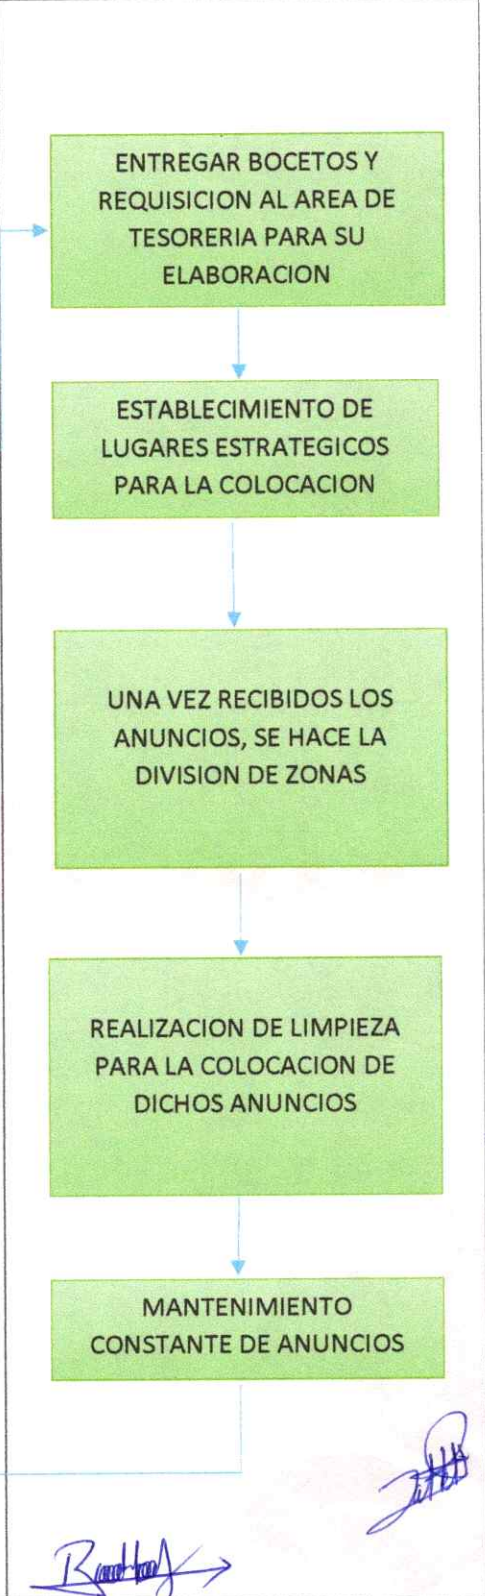 ENTREGAR BOCETOS Y
REQUISICION AL AREA DE
TESORERIA PARA SU
ELABORACION
ESTABLECIMIENTO DE
LUGARES ESTRATEGICOS
PARA LA COLOCACION
UNA VEZ RECIBIDOS LOS
ANUNCIOS, SE HACE LA
DIVISION DE ZONAS
REALIZACION DE LIMPIEZA
PARA LA COLOCACION DE
DICHOS ANUNCIOS
MANTENIMIENTO
CONSTANTE DE ANUNCIOS